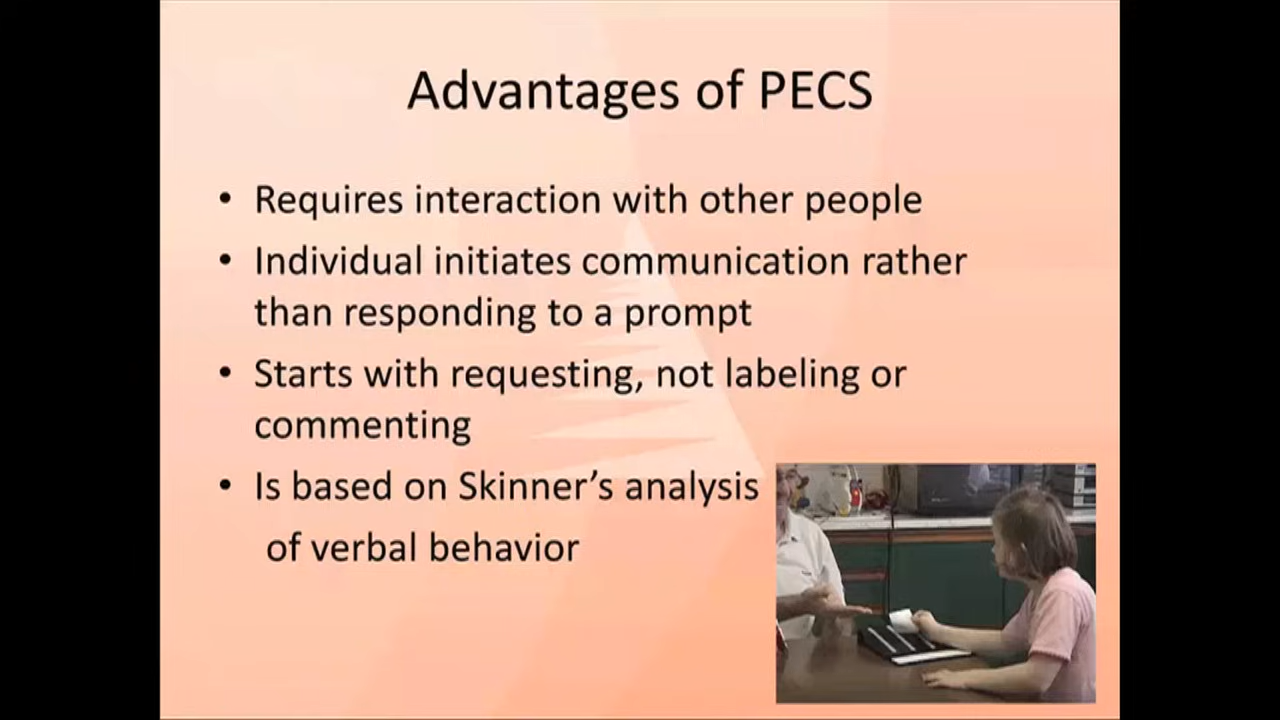 Advantages of PECS
• Requires interaction with other people
• Individual initiates communication rather
than responding to a prompt
• Starts with requesting, not labeling or
commenting
• Is based on Skinner’s analysis
of verbal behavior